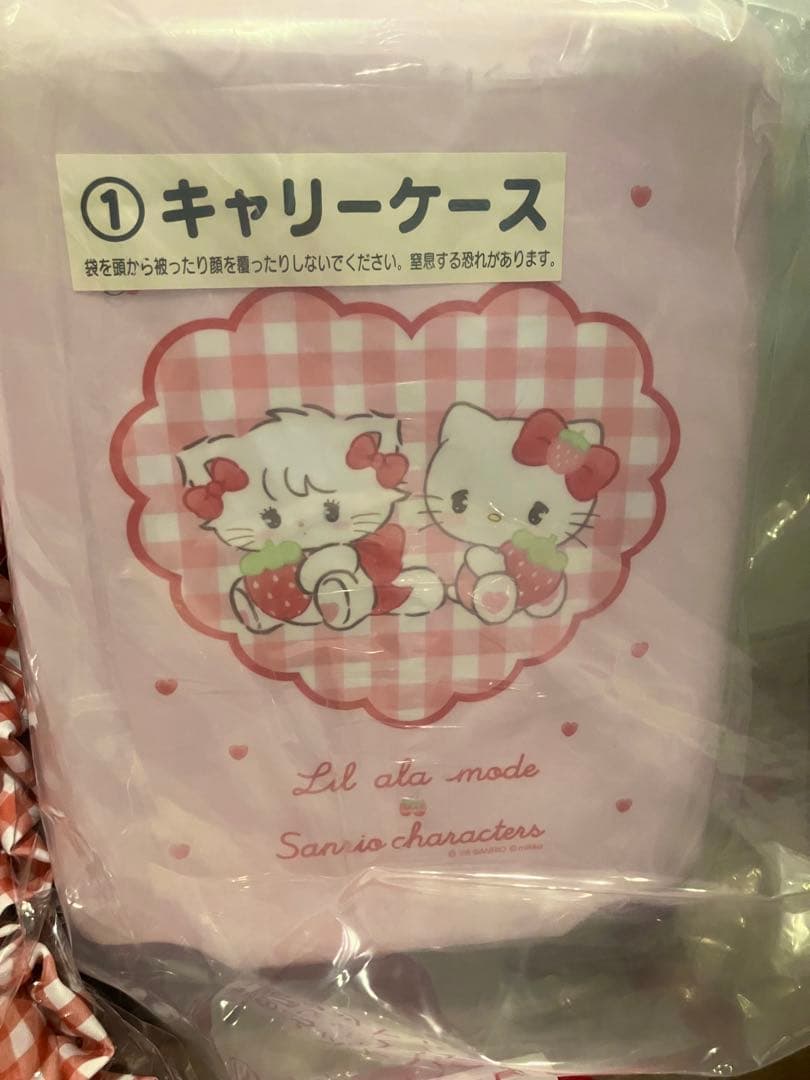 ① キャリーケース
袋を頭から被ったり顔を覆ったりしないでください。窒息する恐れがあります。
Lil ala mode
Sanrio characters
SANRIO ©mikko